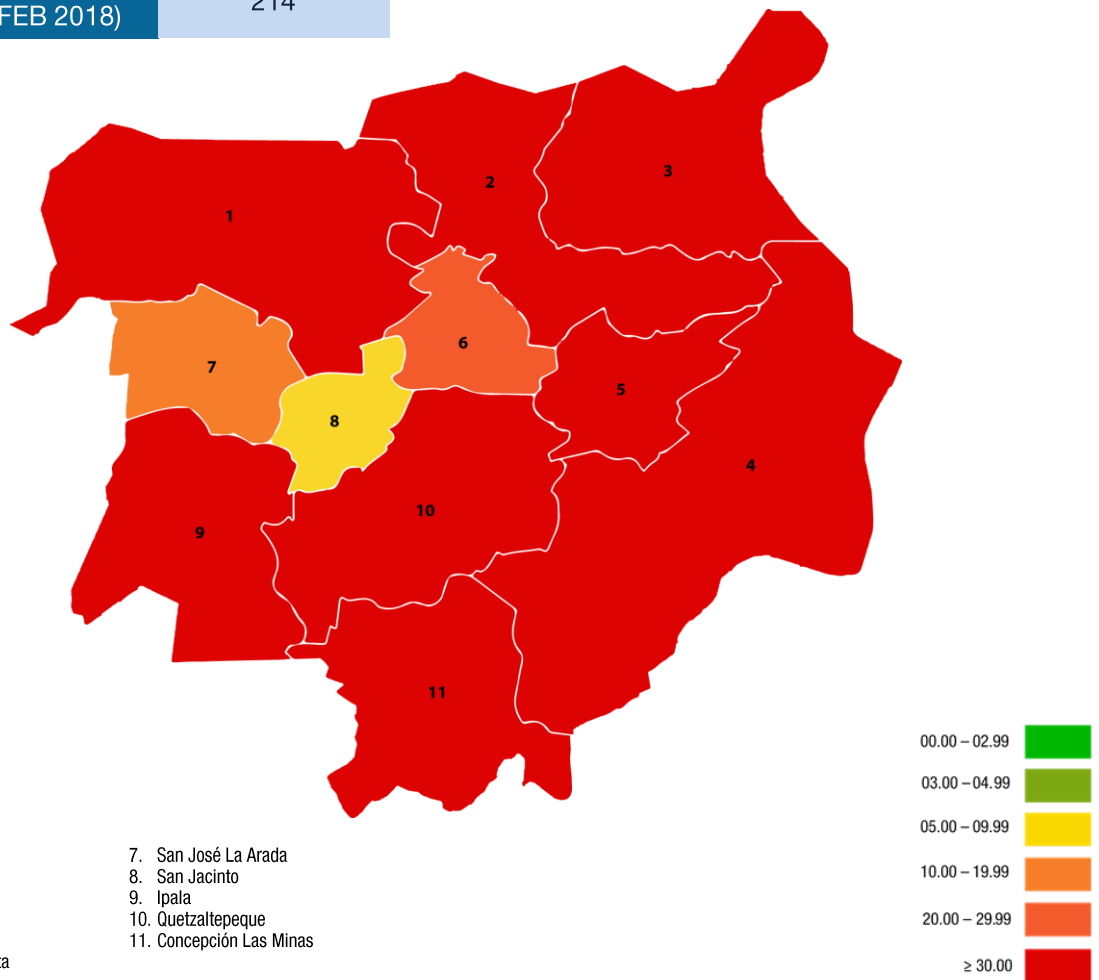 FEB 2018)
214
1
2
3
4
5
6
7
8
9
10
11
00.00 – 02.99
03.00 – 04.99
05.00 – 09.99
10.00 – 19.99
20.00 – 29.99
≥ 30.00
7. San José La Arada
8. San Jacinto
9. Ipala
10. Quetzaltepeque
11. Concepción Las Minas